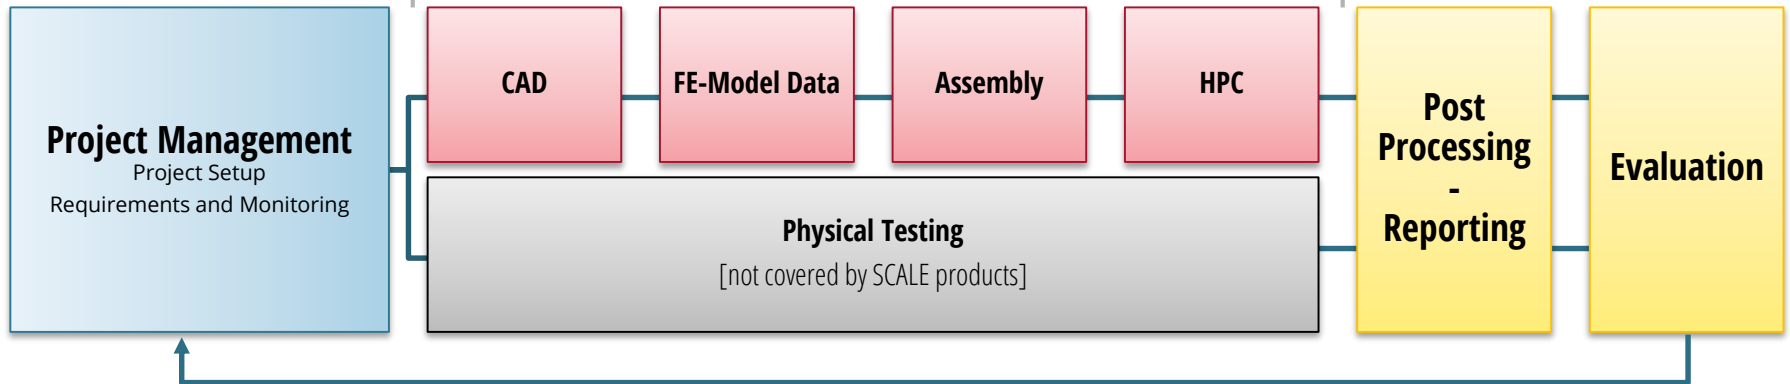 Project Management
Project Setup
Requirements and Monitoring
CAD
FE-Model Data
Assembly
HPC
Physical Testing
[not covered by SCALE products]
Post
Processing
-
Reporting
Evaluation